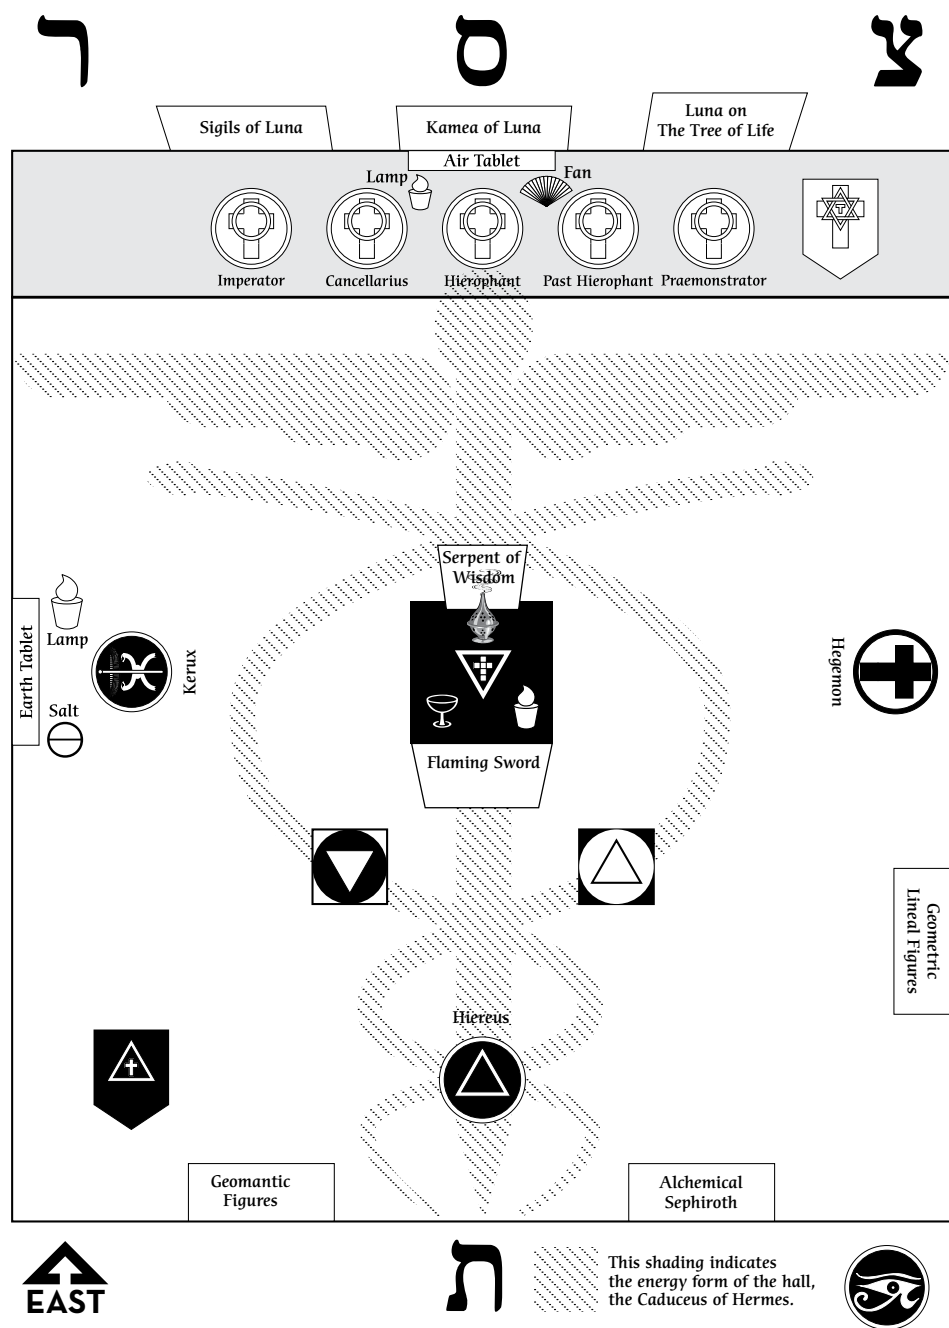 ר ס צ
Sigils of Luna
Kamea of Luna
Luna on
The Tree of Life
Air Tablet
Lamp
Fan
Imperator
Cancellarius
Hierophant
Past Hierophant
Praemonstrator
T
Serpent of
Wisdom
Earth Tablet
Lamp
Kerux
Salt
Hegemon
Flaming Sword
Geometric
Lineal Figures
Hiereus
Geomantic
Figures
Alchemical
Sephiroth
EAST
ת
This shading indicates
the energy form of the hall,
the Caduceus of Hermes.